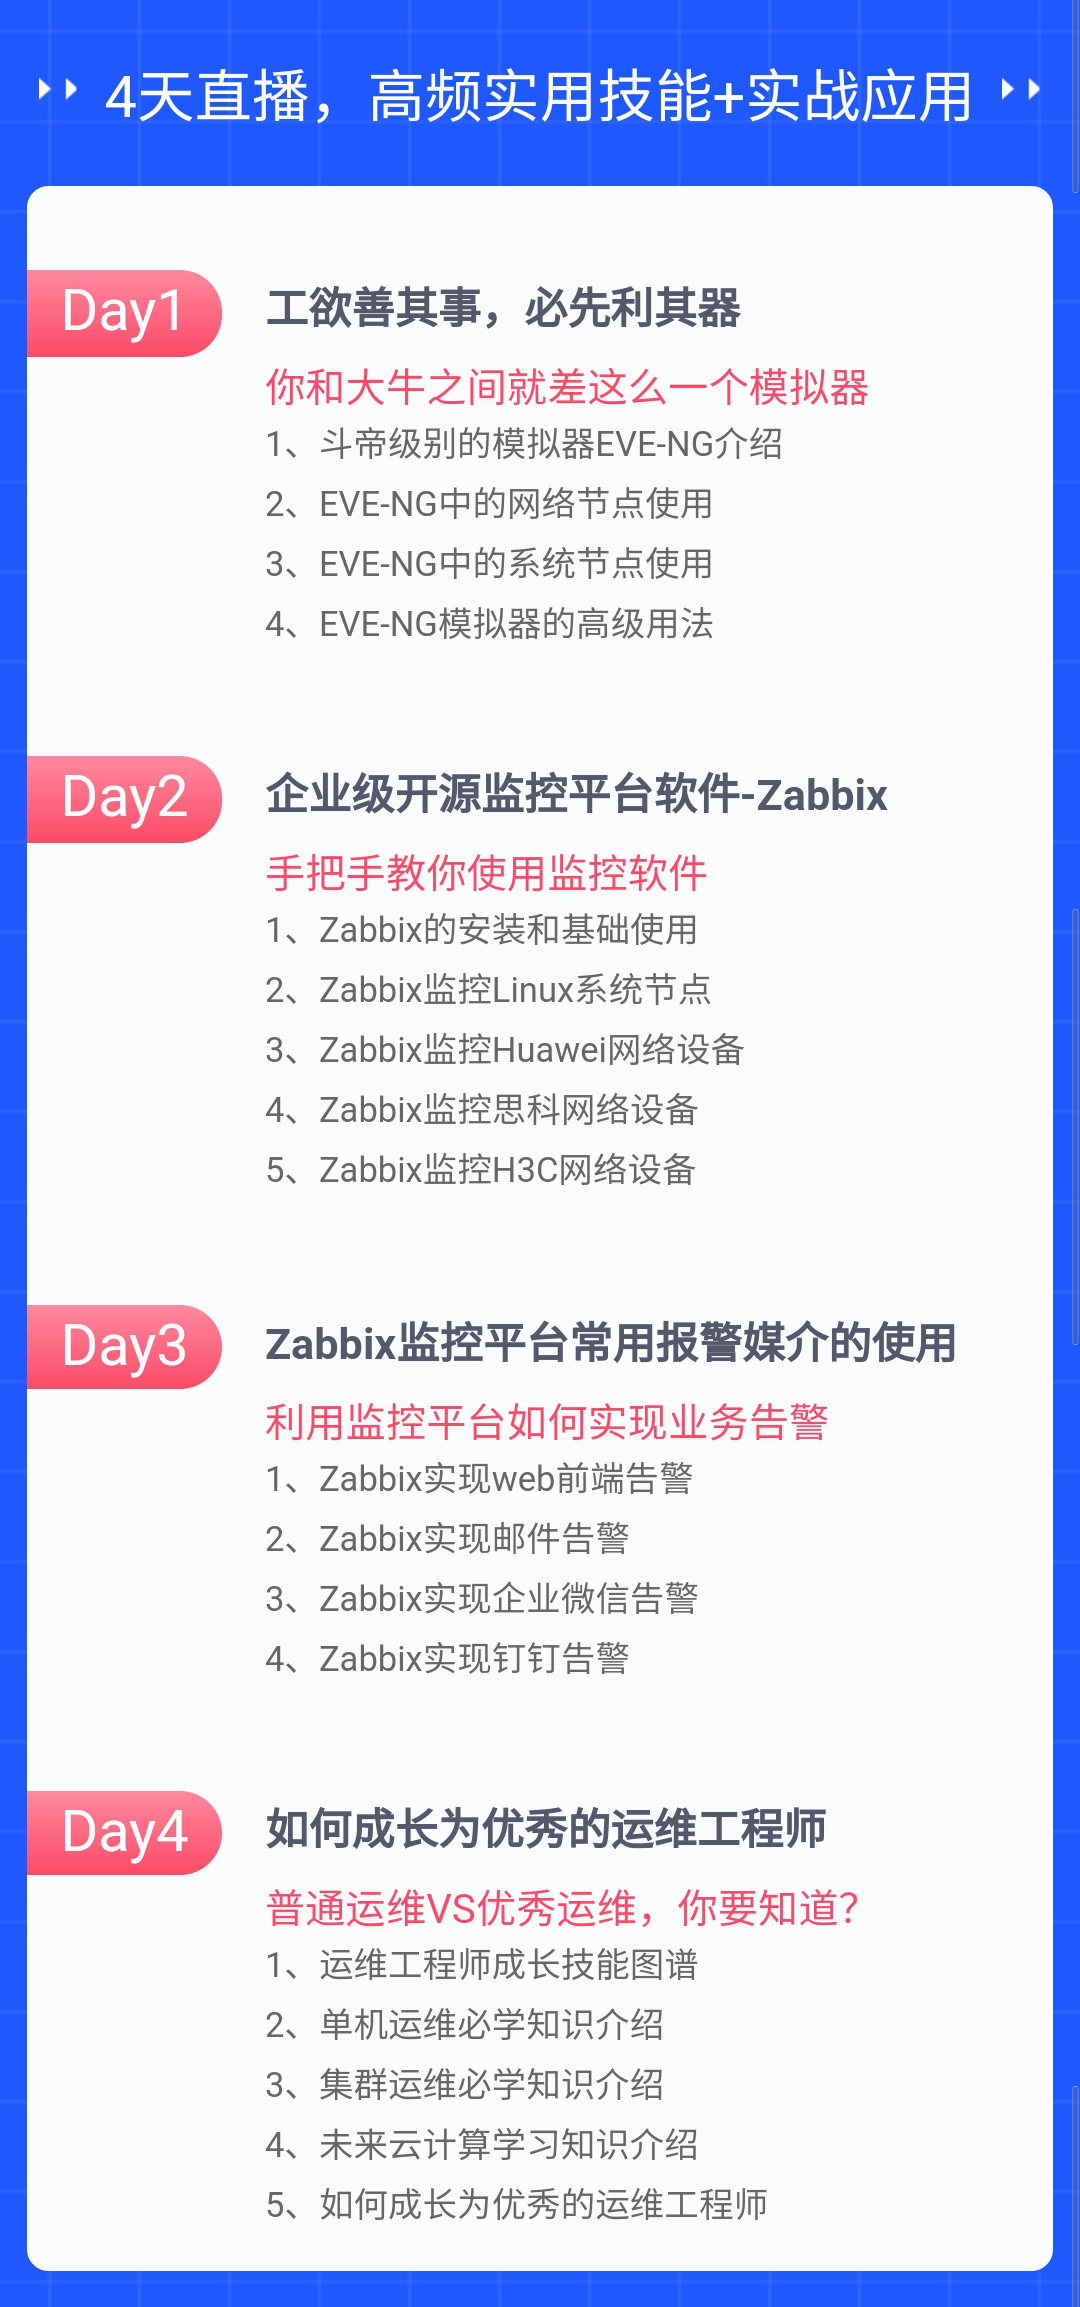 4天直播，高频实用技能+实战应用
Day1
工欲善其事，必先利其器
你和大牛之间就差这么一个模拟器
1、斗帝级别的模拟器EVE-NG介绍
2、EVE-NG中的网络节点使用
3、EVE-NG中的系统节点使用
4、EVE-NG模拟器的高级用法
Day2
企业级开源监控平台软件-Zabbix
手把手教你使用监控软件
1、Zabbix的安装和基础使用
2、Zabbix监控Linux系统节点
3、Zabbix监控Huawei网络设备
4、Zabbix监控思科网络设备
5、Zabbix监控H3C网络设备
Day3
Zabbix监控平台常用报警媒介的使用
利用监控平台如何实现业务告警
1、Zabbix实现web前端告警
2、Zabbix实现邮件告警
3、Zabbix实现企业微信告警
4、Zabbix实现钉钉告警
Day4
如何成长为优秀的运维工程师
普通运维VS优秀运维，你要知道？
1、运维工程师成长技能图谱
2、单机运维必学知识介绍
3、集群运维必学知识介绍
4、未来云计算学习知识介绍
5、如何成长为优秀的运维工程师